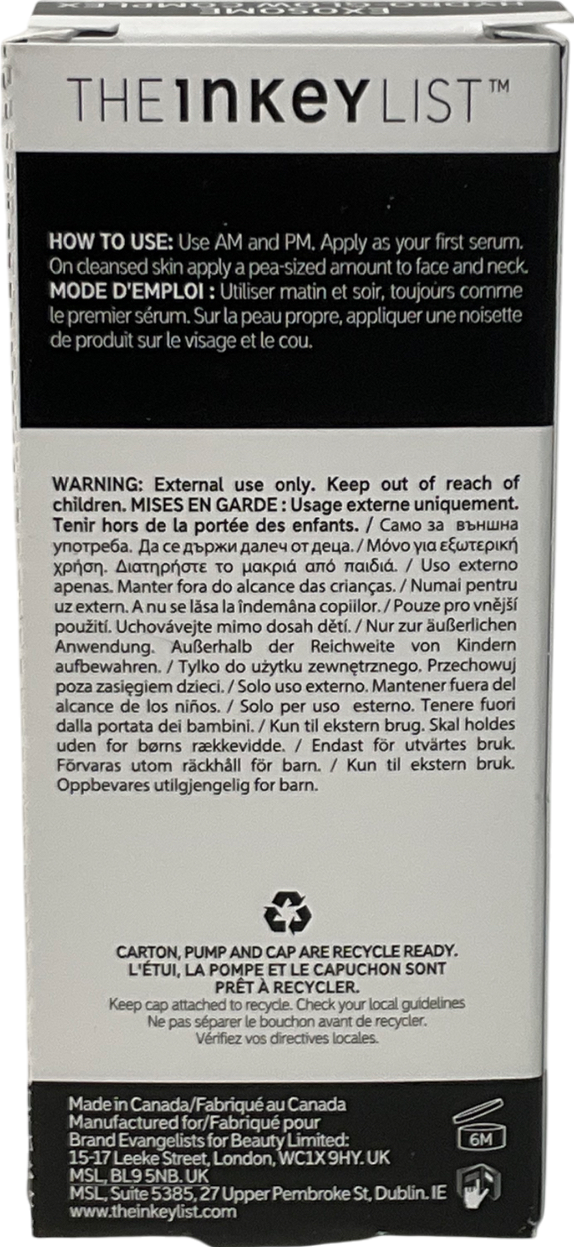 EXOSOME
HYDRO-GLOW COMPLEX
THE INKEY LIST™
HOW TO USE: Use AM and PM. Apply as your first serum.
On cleansed skin apply a pea-sized amount to face and neck.
MODE D'EMPLOI : Utiliser matin et soir, toujours comme
le premier sérum. Sur la peau propre, appliquer une noisette
de produit sur le visage et le cou.
WARNING: External use only. Keep out of reach of
children. MISES EN GARDE : Usage externe uniquement.
Tenir hors de la portée des enfants. / Само за външна
употреба. Да се държи далеч от деца. / Μόνο για εξωτερική
χρήση. Διατηρήστε το μακριά από παιδιά. / Uso externo
apenas. Manter fora do alcance das crianças. / Numai pentru
uz extern. A nu se lăsa la îndemâna copiilor. / Pouze pro vnější
použití. Uchovávejte mimo dosah dětí. / Nur zur äußerlichen
Anwendung. Außerhalb der Reichweite von Kindern
aufbewahren. / Tylko do użytku zewnętrznego. Przechowuj
poza zasięgiem dzieci. / Solo uso externo. Mantener fuera del
alcance de los niños. / Solo per uso esterno. Tenere fuori
dalla portata dei bambini. / Kun til ekstern brug. Skal holdes
uden for børns rækkevidde. / Endast för utvärtes bruk.
Förvaras utom räckhåll för barn. / Kun til ekstern bruk.
Oppbevares utilgjengelig for barn.
CARTON, PUMP AND CAP ARE RECYCLE READY.
L'ÉTUI, LA POMPE ET LE CAPUCHON SONT
PRÊT À RECYCLER.
Keep cap attached to recycle. Check your local guidelines
Ne pas séparer le bouchon avant de recycler.
Vérifiez vos directives locales.
Made in Canada/Fabriqué au Canada
Manufactured for/Fabriqué pour
Brand Evangelists for Beauty Limited:
15-17 Leeke Street, London, WC1X 9HY. UK
MSL, BL9 5NB. UK
MSL, Suite 5385, 27 Upper Pembroke St, Dublin. IE
www.theinkeylist.com
6M